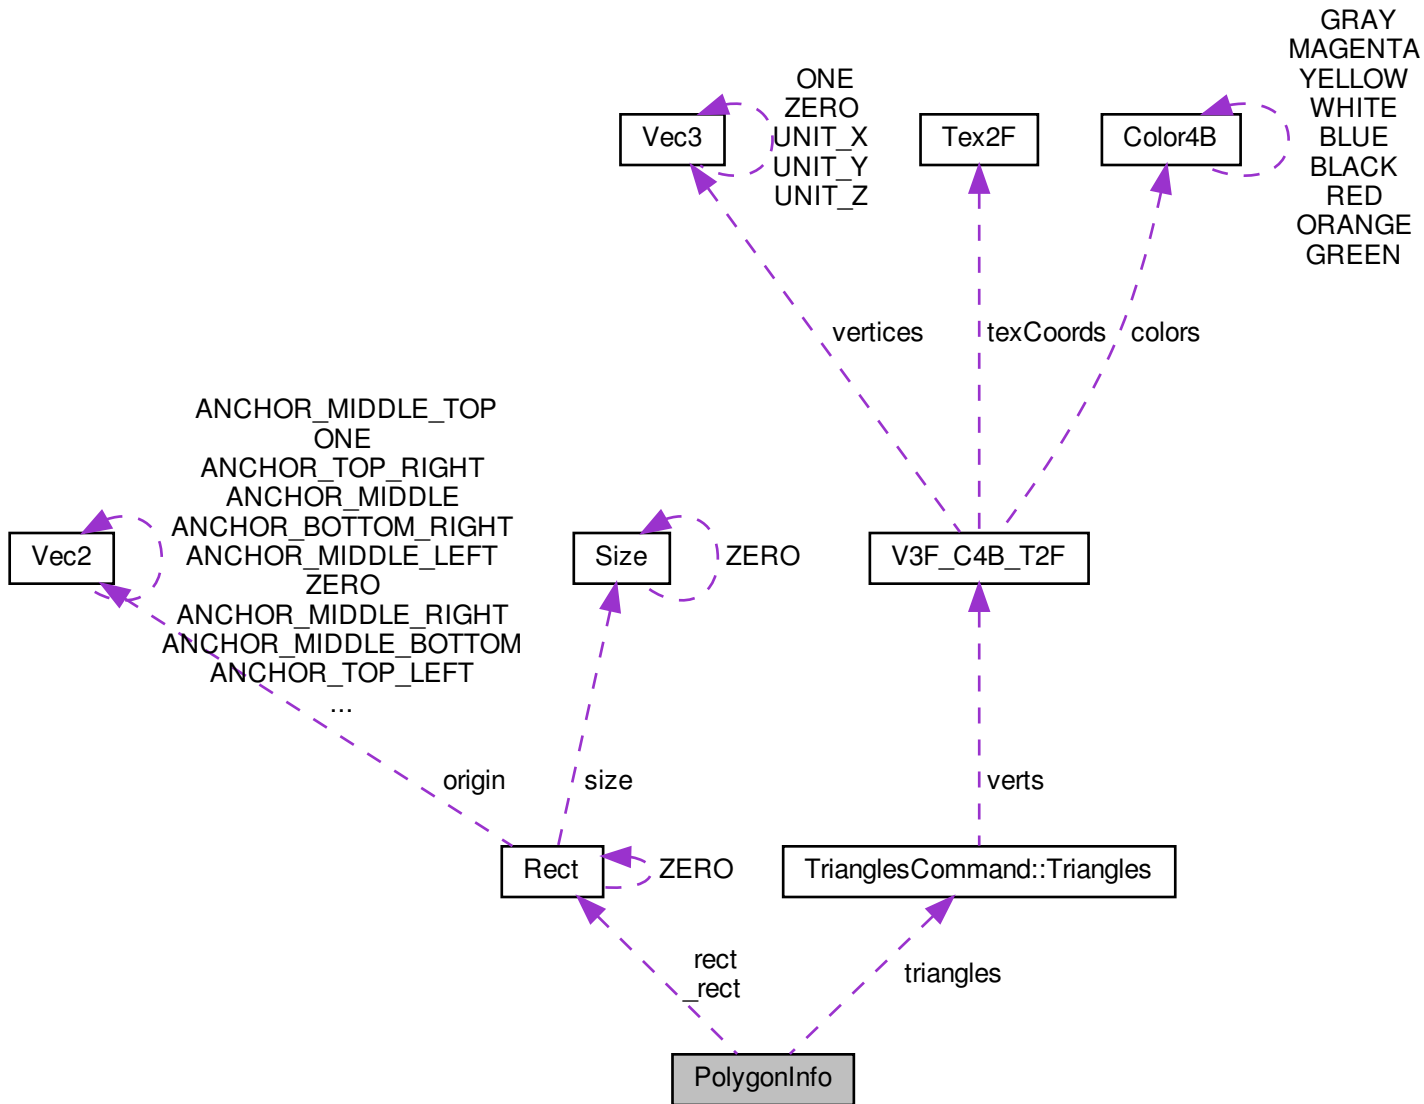 GRAY
MAGENTA
YELLOW
WHITE
BLUE
BLACK
RED
ORANGE
GREEN
ONE
ZERO
UNIT_X
UNIT_Y
UNIT_Z
Vec3
Tex2F
Color4B
vertices
texCoords
colors
ANCHOR_MIDDLE_TOP
ONE
ANCHOR_TOP_RIGHT
ANCHOR_MIDDLE
ANCHOR_BOTTOM_RIGHT
ANCHOR_MIDDLE_LEFT
ZERO
ANCHOR_MIDDLE_RIGHT
ANCHOR_MIDDLE_BOTTOM
ANCHOR_TOP_LEFT
...
Vec2
Size
ZERO
V3F_C4B_T2F
origin
size
verts
Rect
ZERO
TrianglesCommand::Triangles
rect
_rect
triangles
PolygonInfo